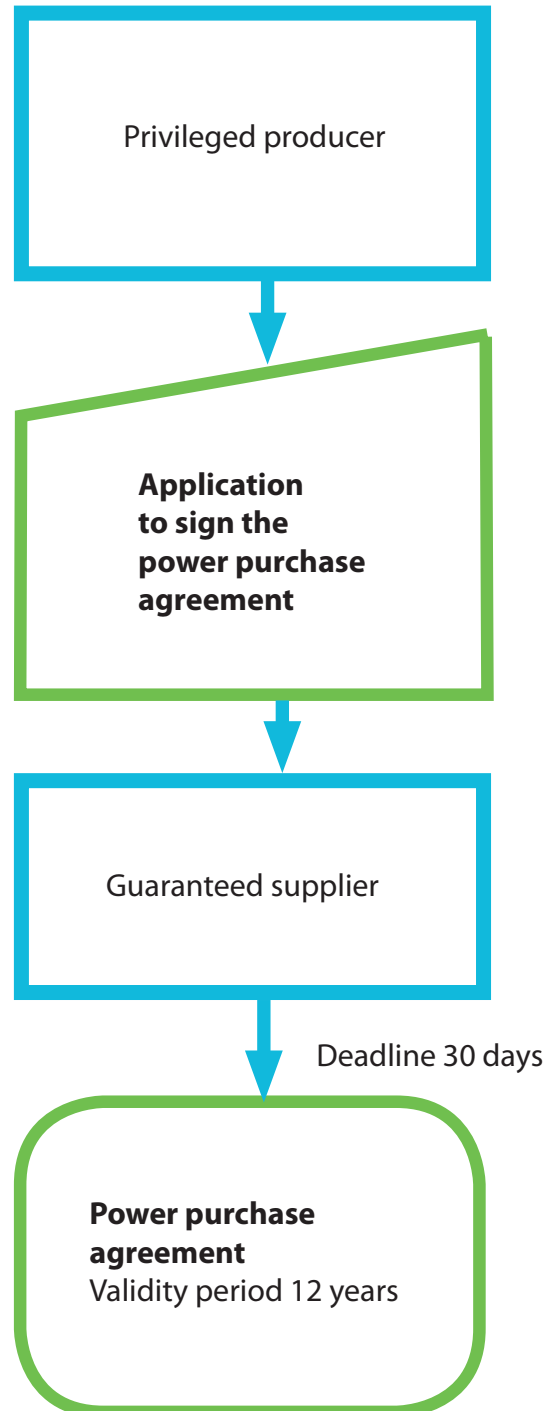 Privileged producer
Application
to sign the
power purchase
agreement
Guaranteed supplier
Deadline 30 days
Power purchase
agreement
Validity period 12 years